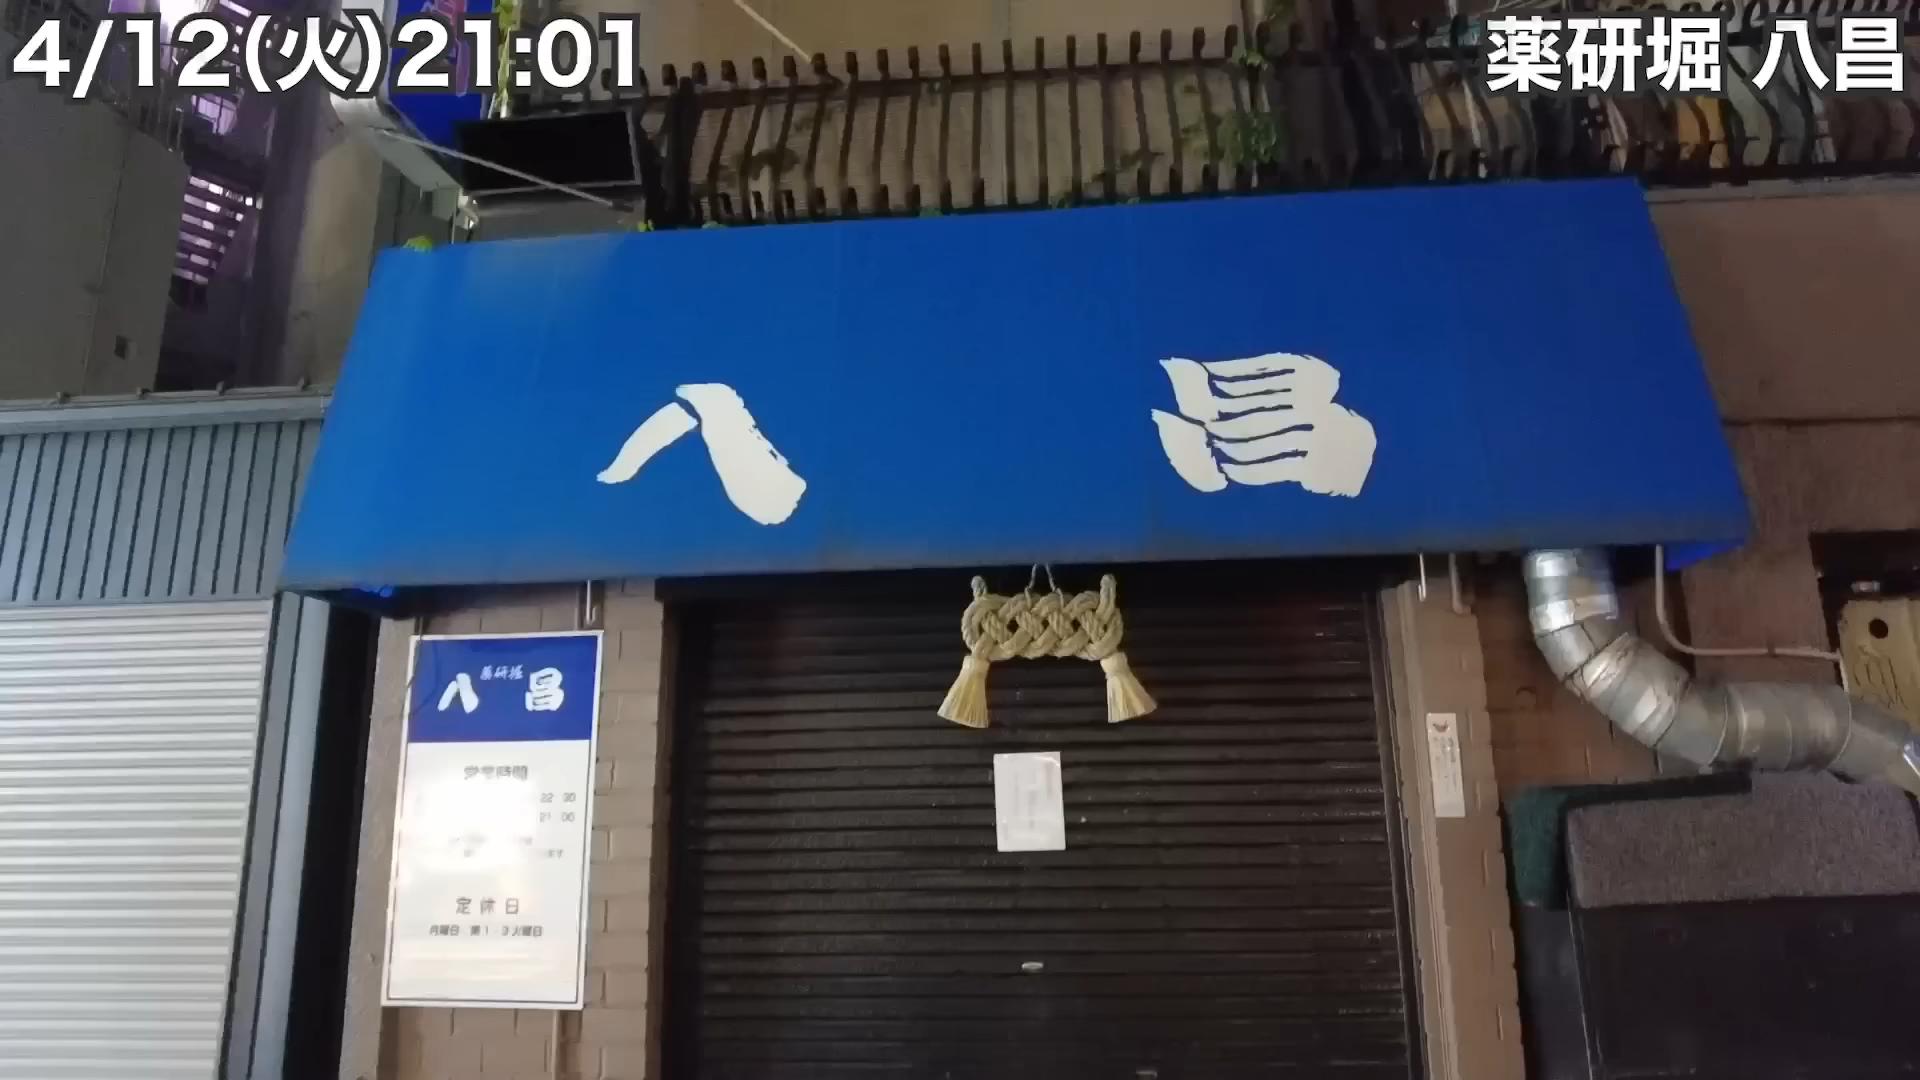 4/12(火)21:01
薬研堀 八昌
八 昌
薬研堀
八 昌
営業時間
22 30
21 00
定休日
月曜日 第1・3火曜日